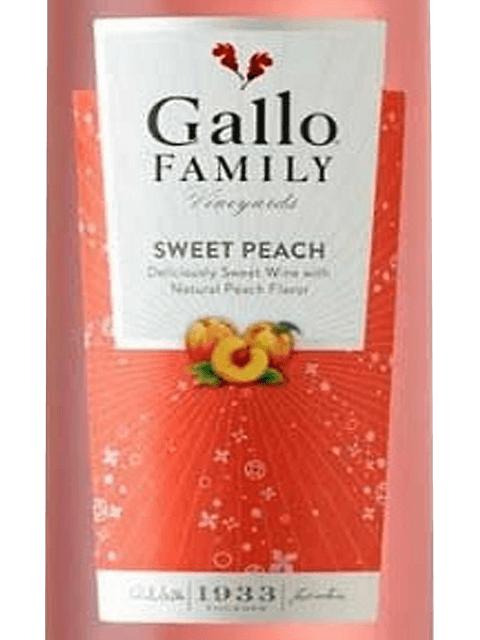 Gallo
FAMILY
Vineyards
SWEET PEACH
Deliciously Sweet Wine with
Natural Peach Flavor
1933